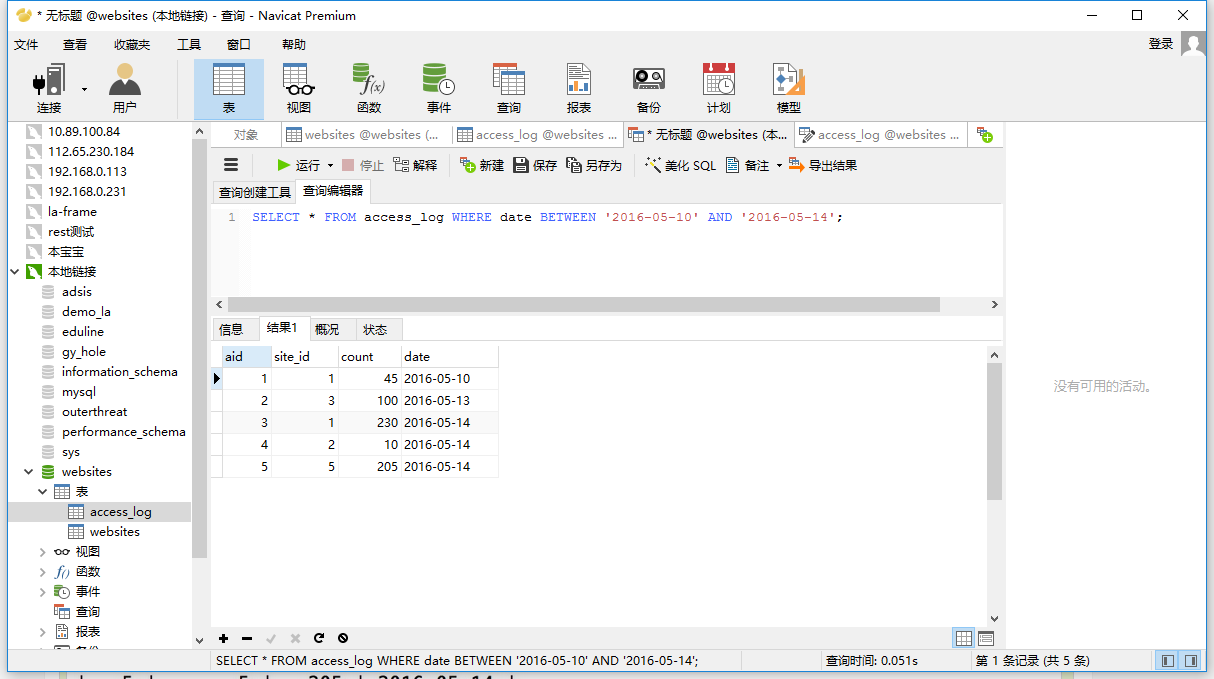 * 无标题 @websites (本地链接) - 查询 - Navicat Premium
文件 查看 收藏夹 工具 窗口 帮助 登录
连接 用户 表 视图 函数 事件 查询 报表 备份 计划 模型
10.89.100.84
112.65.230.184
192.168.0.113
192.168.0.231
la-frame
rest测试
本宝宝
本地链接
adsis
demo_la
eduline
gy_hole
information_schema
mysql
outerthreat
performance_schema
sys
websites
表
access_log
websites
视图
函数
事件
查询
报表
对象 websites @websites (... access_log @websites ... * 无标题 @websites (本... access_log @websites ...
运行 停止 解释 新建 保存 另存为 美化 SQL 备注 导出结果
查询创建工具 查询编辑器
1 SELECT * FROM access_log WHERE date BETWEEN '2016-05-10' AND '2016-05-14';
信息 结果1 概况 状态
aid site_id count date
1 1 45 2016-05-10
2 3 100 2016-05-13
3 1 230 2016-05-14
4 2 10 2016-05-14
5 5 205 2016-05-14
没有可用的活动。
SELECT * FROM access_log WHERE date BETWEEN '2016-05-10' AND '2016-05-14'; 查询时间: 0.051s 第 1 条记录 (共 5 条)